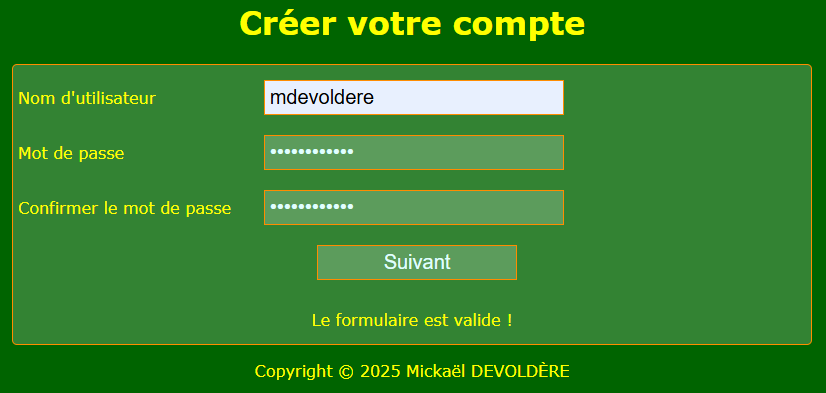 Créer votre compte
Nom d'utilisateur mdevoldere
Mot de passe ••••••••••••
Confirmer le mot de passe ••••••••••••
Suivant
Le formulaire est valide !
Copyright © 2025 Mickaël DEVOLDÈRE